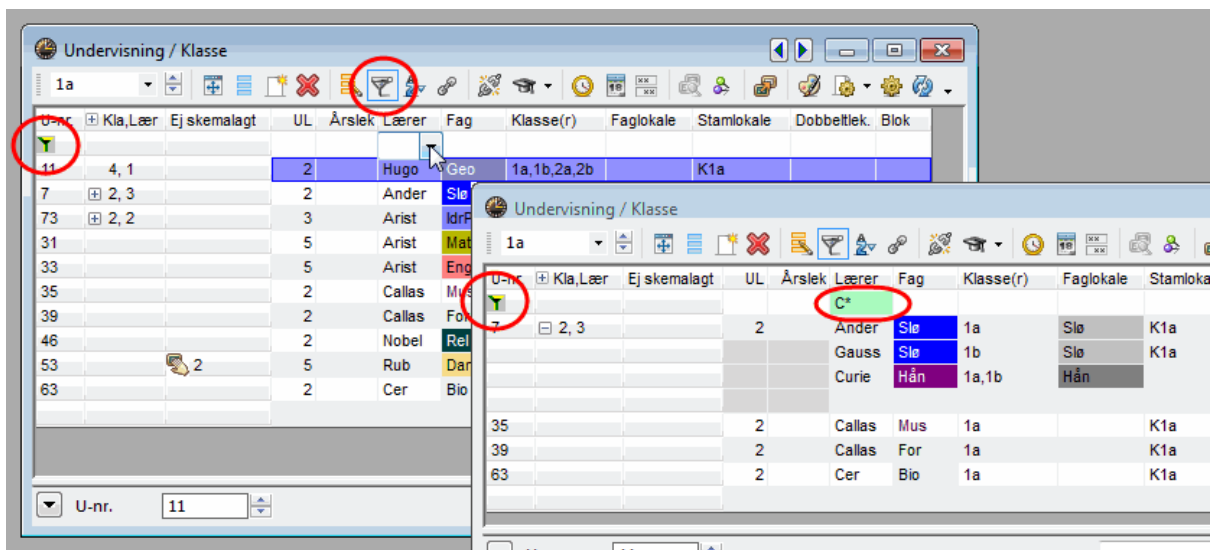 Undervisning / Klasse
1a
U-nr. Kla,Lær Ej skemalagt UL Årslek Lærer Fag Klasse(r) Faglokale Stamlokale Dobbeltlek. Blok
11 4, 1 2 Hugo Geo 1a,1b,2a,2b K1a
7 2, 3 2 Ander Slø
73 2, 2 3 Arist
31 5 Arist Mat
33 5 Arist Eng
35 2 Callas Mus
39 2 Callas For
46 2 Nobel Rel
53 2 5 Rub Dan
63 2 Cer Bio
U-nr. 11
Undervisning / Klasse
1a
U-nr. Kla,Lær Ej skemalagt UL Årslek Lærer Fag Klasse(r) Faglokale Stamloka
C*
7 2, 3 2 Ander Slø 1a Slø K1a
Gauss Slø 1b Slø K1a
Curie Hån 1a,1b Hån
35 2 Callas Mus 1a K1a
39 2 Callas For 1a K1a
63 2 Cer Bio 1a K1a